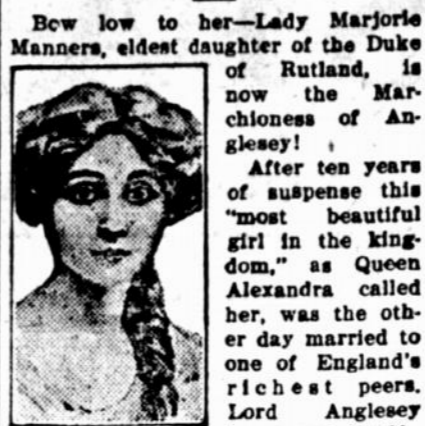 Bow low to her—Lady Marjorie
Manners, eldest daughter of the Duke
of Rutland, is
now the Mar-
chioness of An-
glesey!
After ten years
of suspense this
"most beautiful
girl in the king-
dom," as Queen
Alexandra called
her, was the oth-
er day married to
one of England's
richest peers.
Lord Anglesey